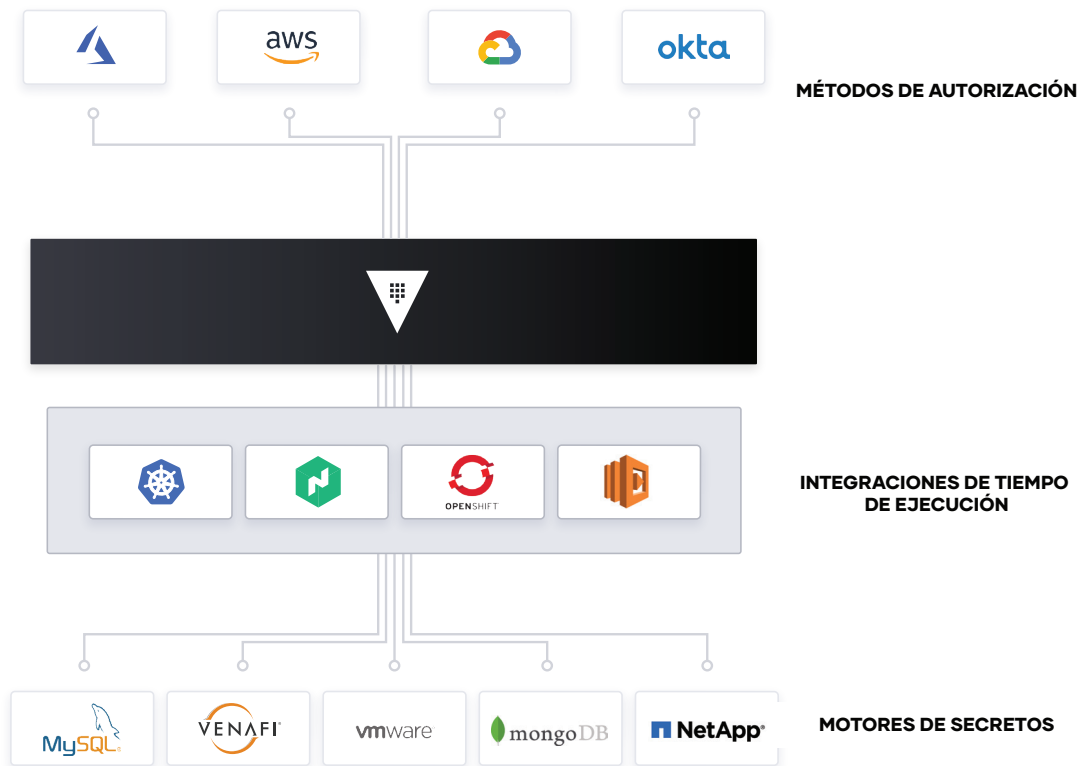 aws
okta
MÉTODOS DE AUTORIZACIÓN
OPENSHIFT
INTEGRACIONES DE TIEMPO
DE EJECUCIÓN
MySQL®
VENAFI®
vmware
mongoDB
NetApp®
MOTORES DE SECRETOS